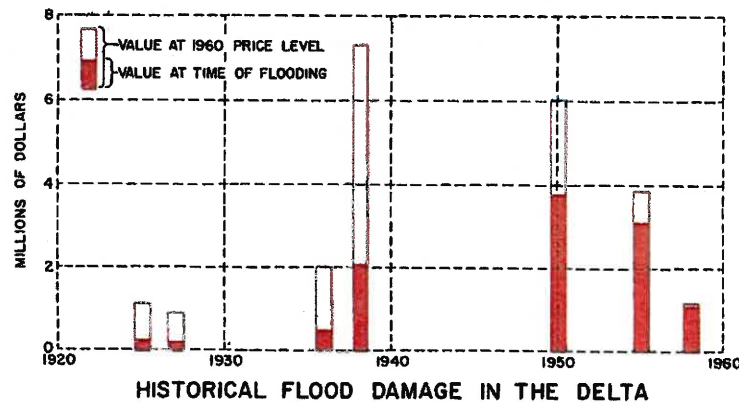 8
VALUE AT 1960 PRICE LEVEL
VALUE AT TIME OF FLOODING
6
MILLIONS OF DOLLARS
4
2
0
1920 1930 1940 1950 1960
HISTORICAL FLOOD DAMAGE IN THE DELTA